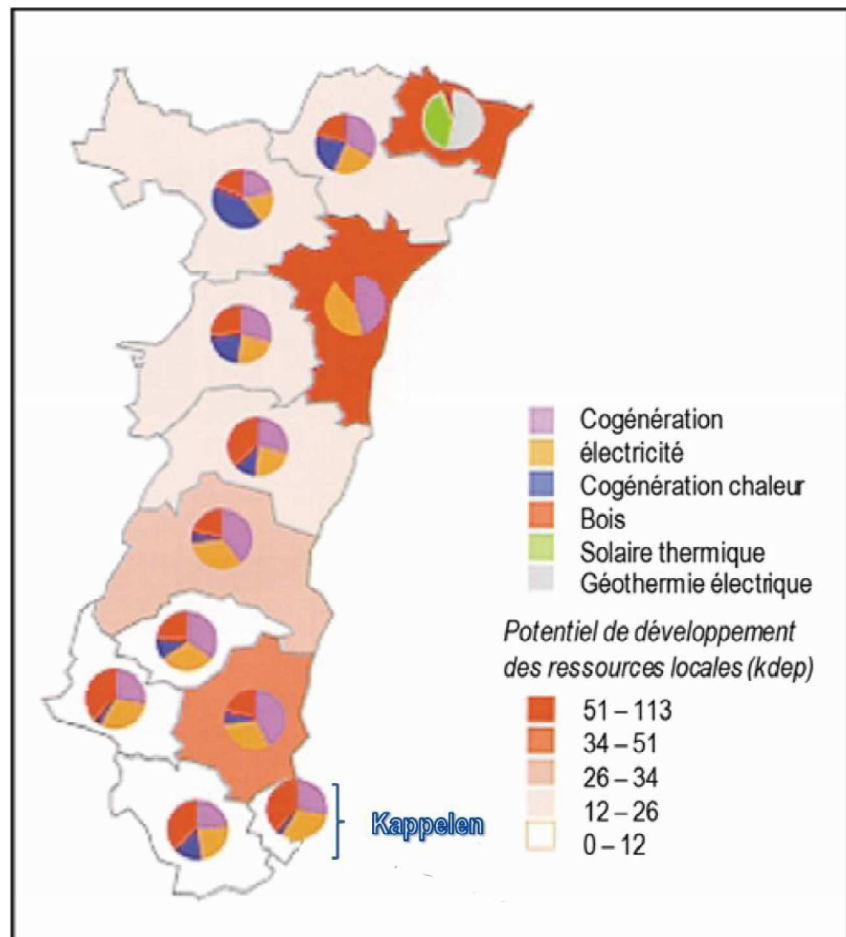 Cogénération
électricité
Cogénération chaleur
Bois
Solaire thermique
Géothermie électrique
Potentiel de développement
des ressources locales (kdep)
51 – 113
34 – 51
26 – 34
12 – 26
0 – 12
Kappelen